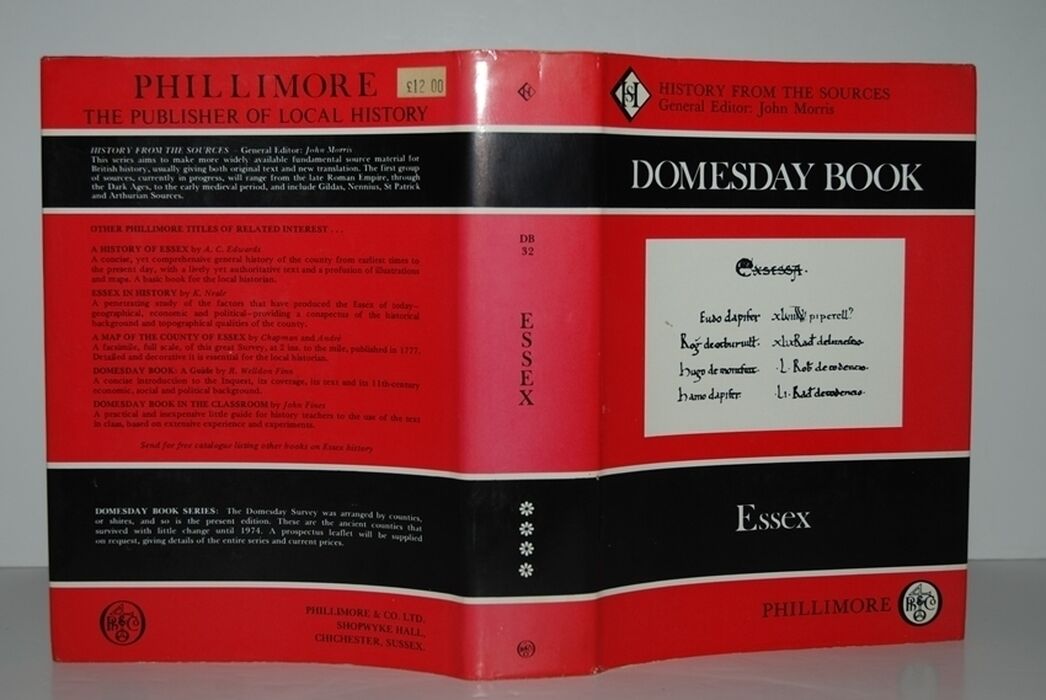 PHILLIMORE
£12 00
THE PUBLISHER OF LOCAL HISTORY
HISTORY FROM THE SOURCES – General Editor: John Morris
This series aims to make more widely available fundamental source material for
British history, usually giving both original text and new translation. The first group
of sources, currently in progress, will range from the late Roman Empire, through
the Dark Ages, to the early medieval period, and include Gildas, Nennius, St Patrick
and Arthurian Sources.
OTHER PHILLIMORE TITLES OF RELATED INTEREST . . .
A HISTORY OF ESSEX by A. C. Edwards
A concise, yet comprehensive general history of the county from earliest times to
the present day, with a lively yet authoritative text and a profusion of illustrations
and maps. A basic book for the local historian.
ESSEX IN HISTORY by K. Neale
A penetrating study of the factors that have produced the Essex of today–
geographical, economic and political–providing a conspectus of the historical
background and topographical qualities of the county.
A MAP OF THE COUNTY OF ESSEX by Chapman and André
A facsimile, full scale, of this great Survey, at 2 ins. to the mile, published in 1777.
Detailed and decorative it is essential for the local historian.
DOMESDAY BOOK: A Guide by R. Welldon Finn
A concise introduction to the Inquest, its coverage, its text and its 11th-century
economic, social and political background.
DOMESDAY BOOK IN THE CLASSROOM by John Fines
A practical and inexpensive little guide for history teachers to the use of the text
in class, based on extensive experience and experiments.
Send for free catalogue listing other books on Essex history
DOMESDAY BOOK SERIES: The Domesday Survey was arranged by counties,
or shires, and so is the present edition. These are the ancient counties that
survived with little change until 1974. A prospectus leaflet will be supplied
on request, giving details of the entire series and current prices.
PHILLIMORE & CO. LTD.
SHOPWYKE HALL,
CHICHESTER, SUSSEX.
DB
32
ESSEX
HISTORY FROM THE SOURCES
General Editor: John Morris
DOMESDAY BOOK
Exsessa.
Eudo dapifer piperell
Hugo de
Hamo dapifer.
Essex
PHILLIMORE